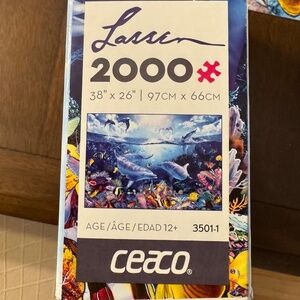 Lassen
2000
38" x 26" | 97CM x 66CM
AGE/ÂGE/EDAD 12+ 3501-1
ceaco®